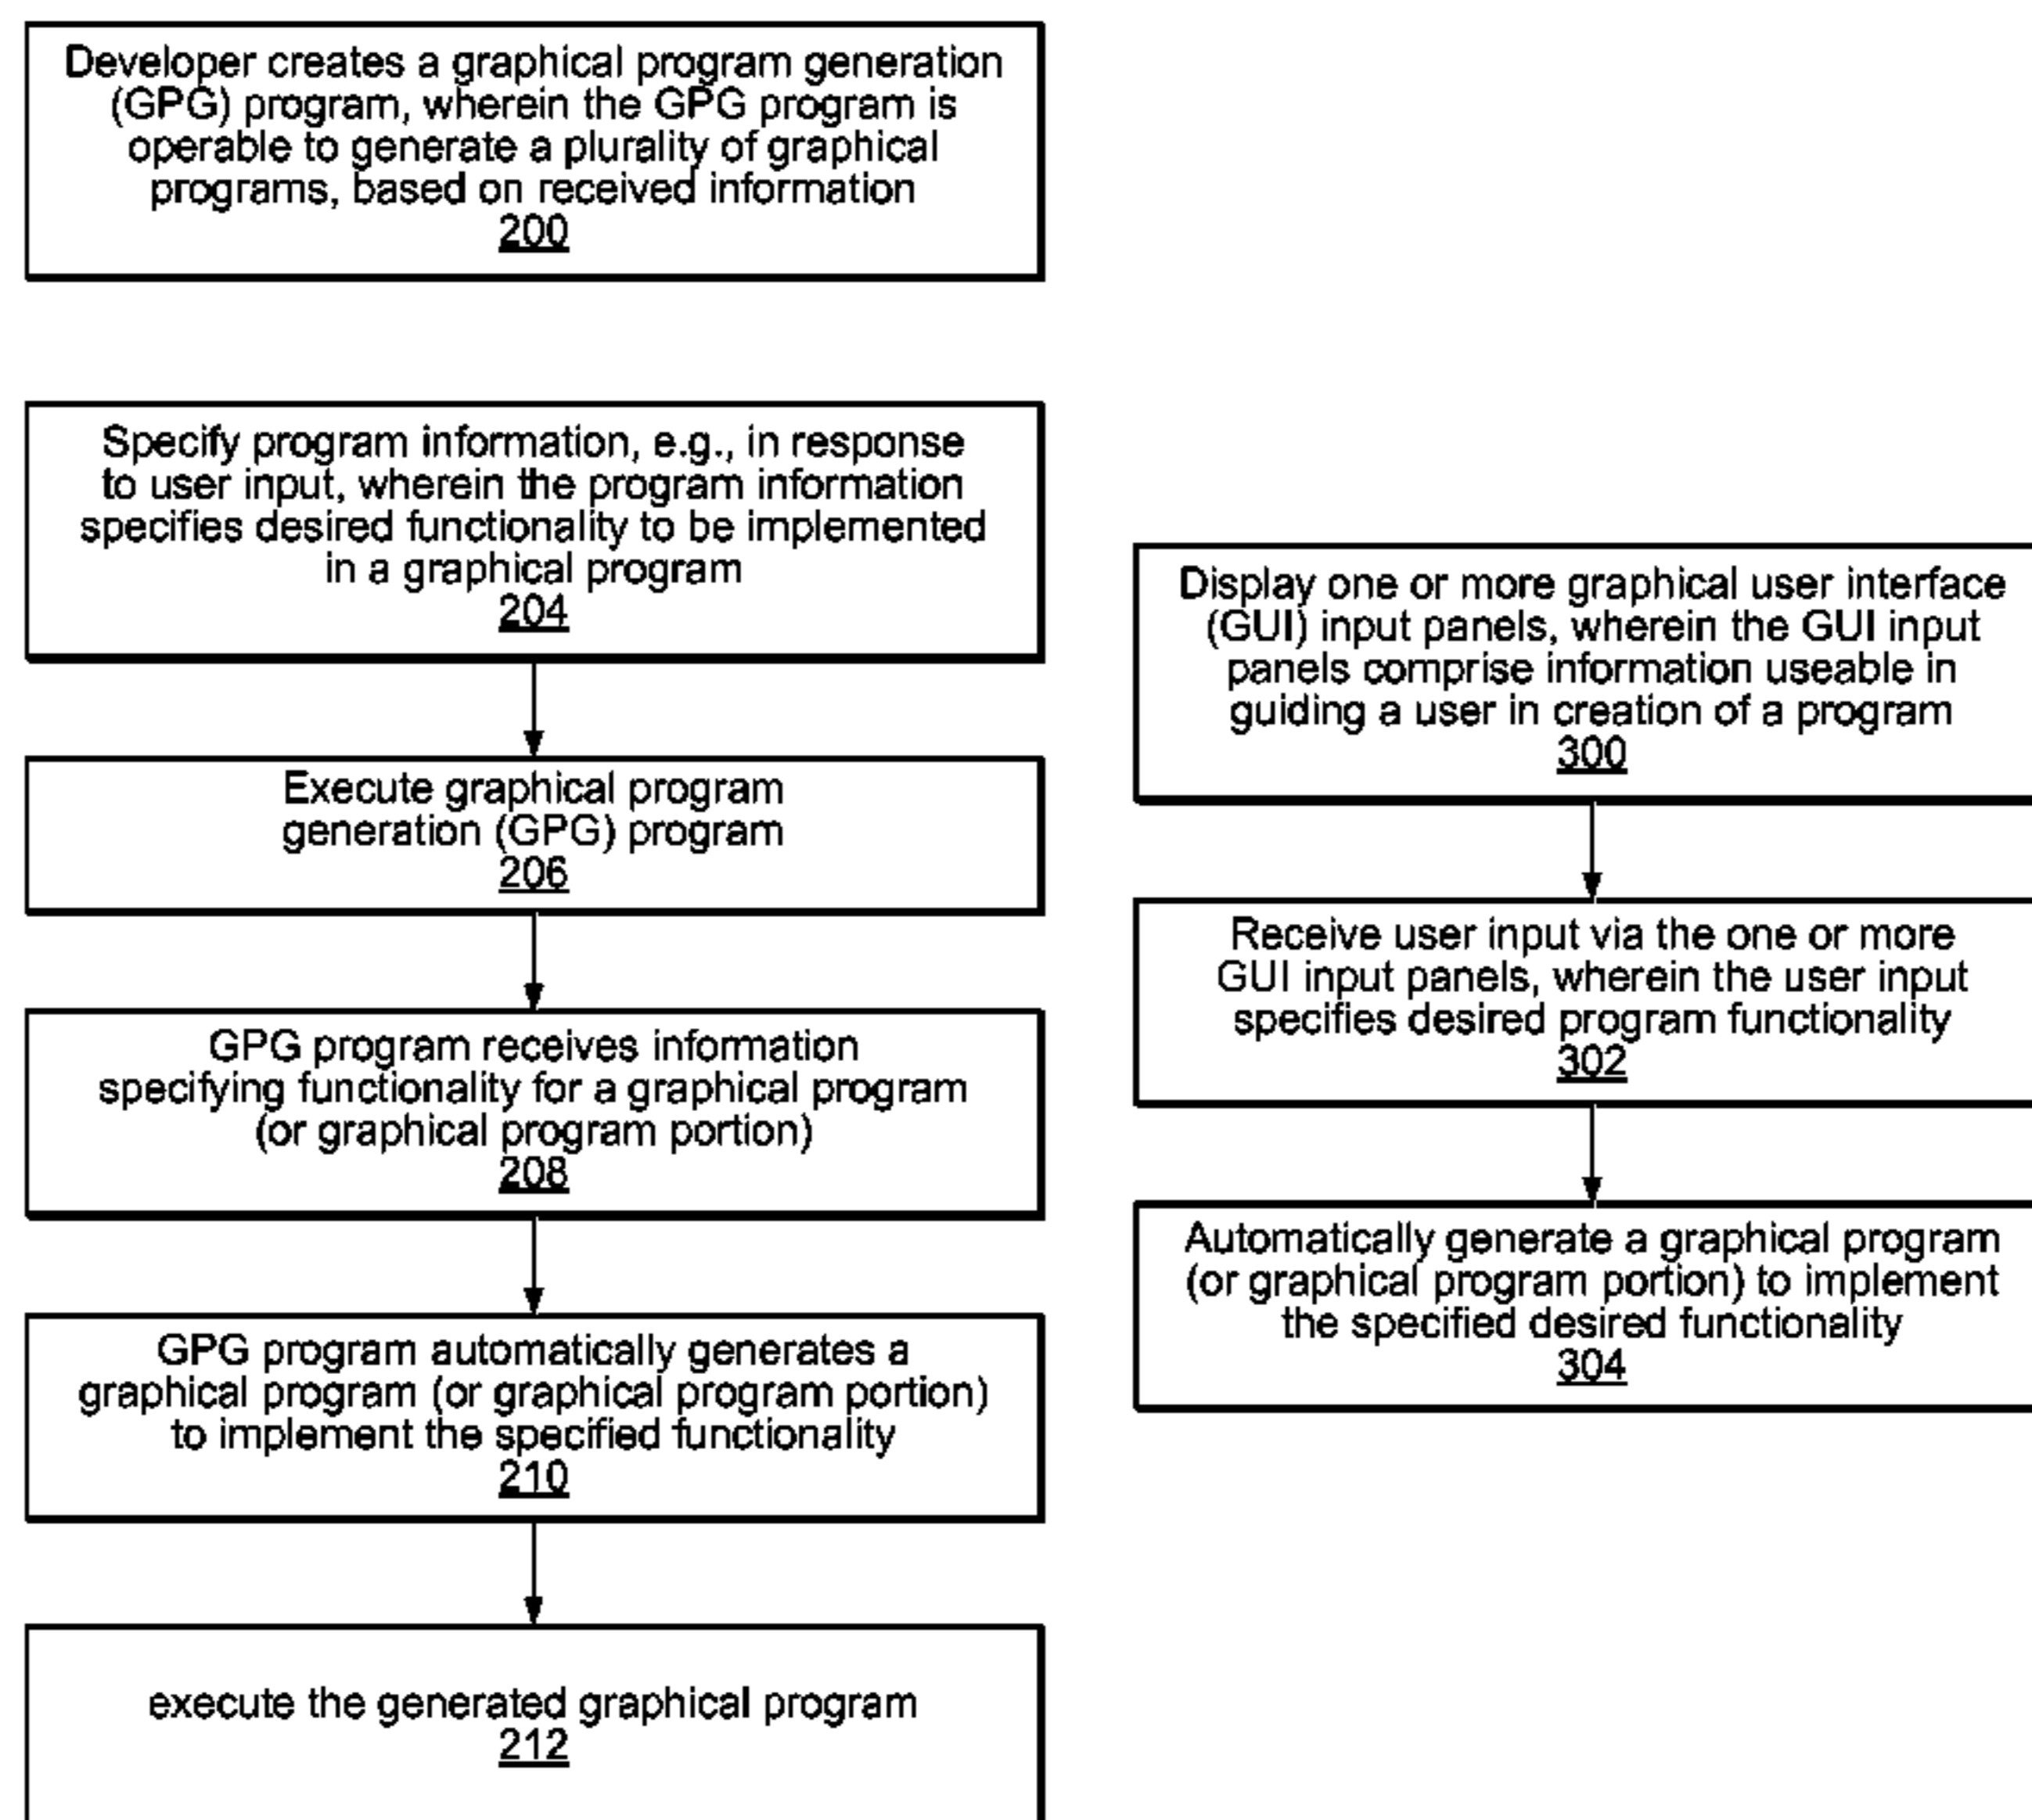 Developer creates a graphical program generation
(GPG) program, wherein the GPG program is
operable to generate a plurality of graphical
programs, based on received information
200
Specify program information, e.g., in response
to user input, wherein the program information
specifies desired functionality to be implemented
in a graphical program
204
Execute graphical program
generation (GPG) program
206
GPG program receives information
specifying functionality for a graphical program
(or graphical program portion)
208
GPG program automatically generates a
graphical program (or graphical program portion)
to implement the specified functionality
210
execute the generated graphical program
212
Display one or more graphical user interface
(GUI) input panels, wherein the GUI input
panels comprise information useable in
guiding a user in creation of a program
300
Receive user input via the one or more
GUI input panels, wherein the user input
specifies desired program functionality
302
Automatically generate a graphical program
(or graphical program portion) to implement
the specified desired functionality
304